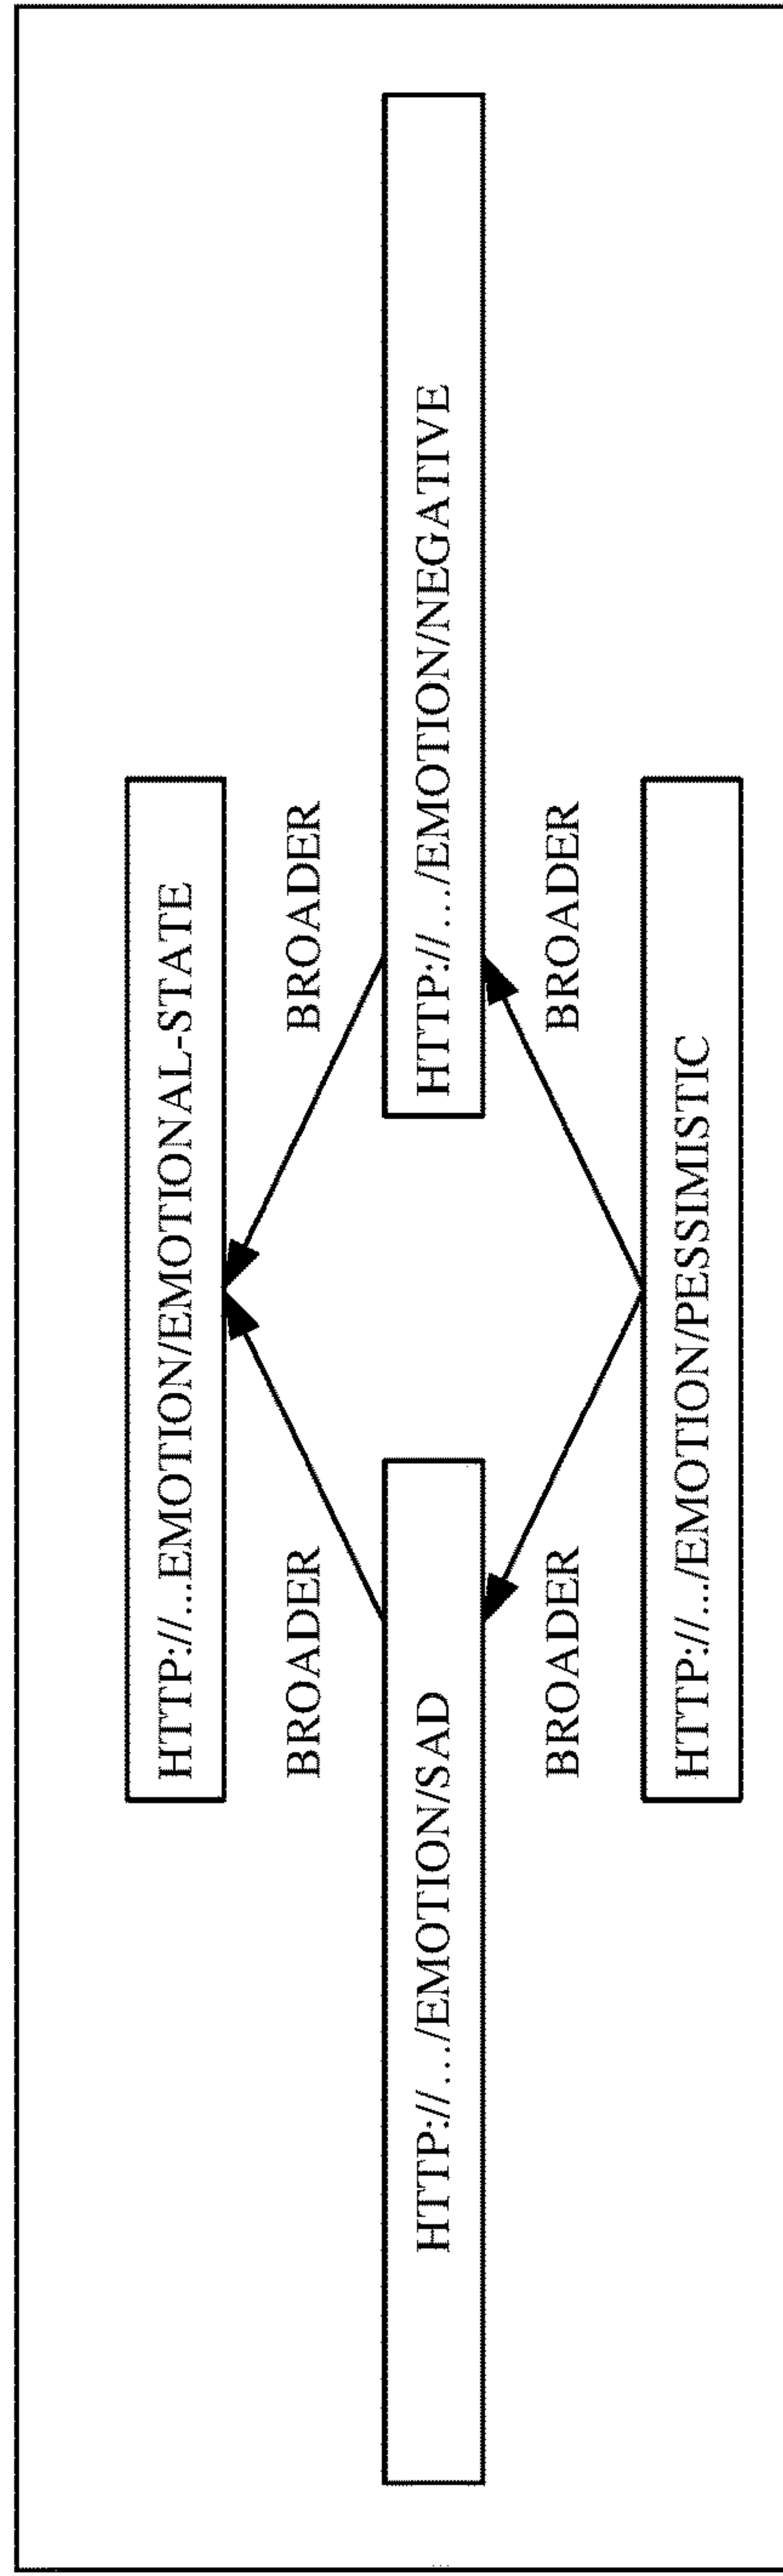 HTTP://...EMOTION/EMOTIONAL-STATE
BROADER
BROADER
HTTP://.../EMOTION/SAD
HTTP://.../EMOTION/NEGATIVE
BROADER
BROADER
HTTP://.../EMOTION/PESSIMISTIC